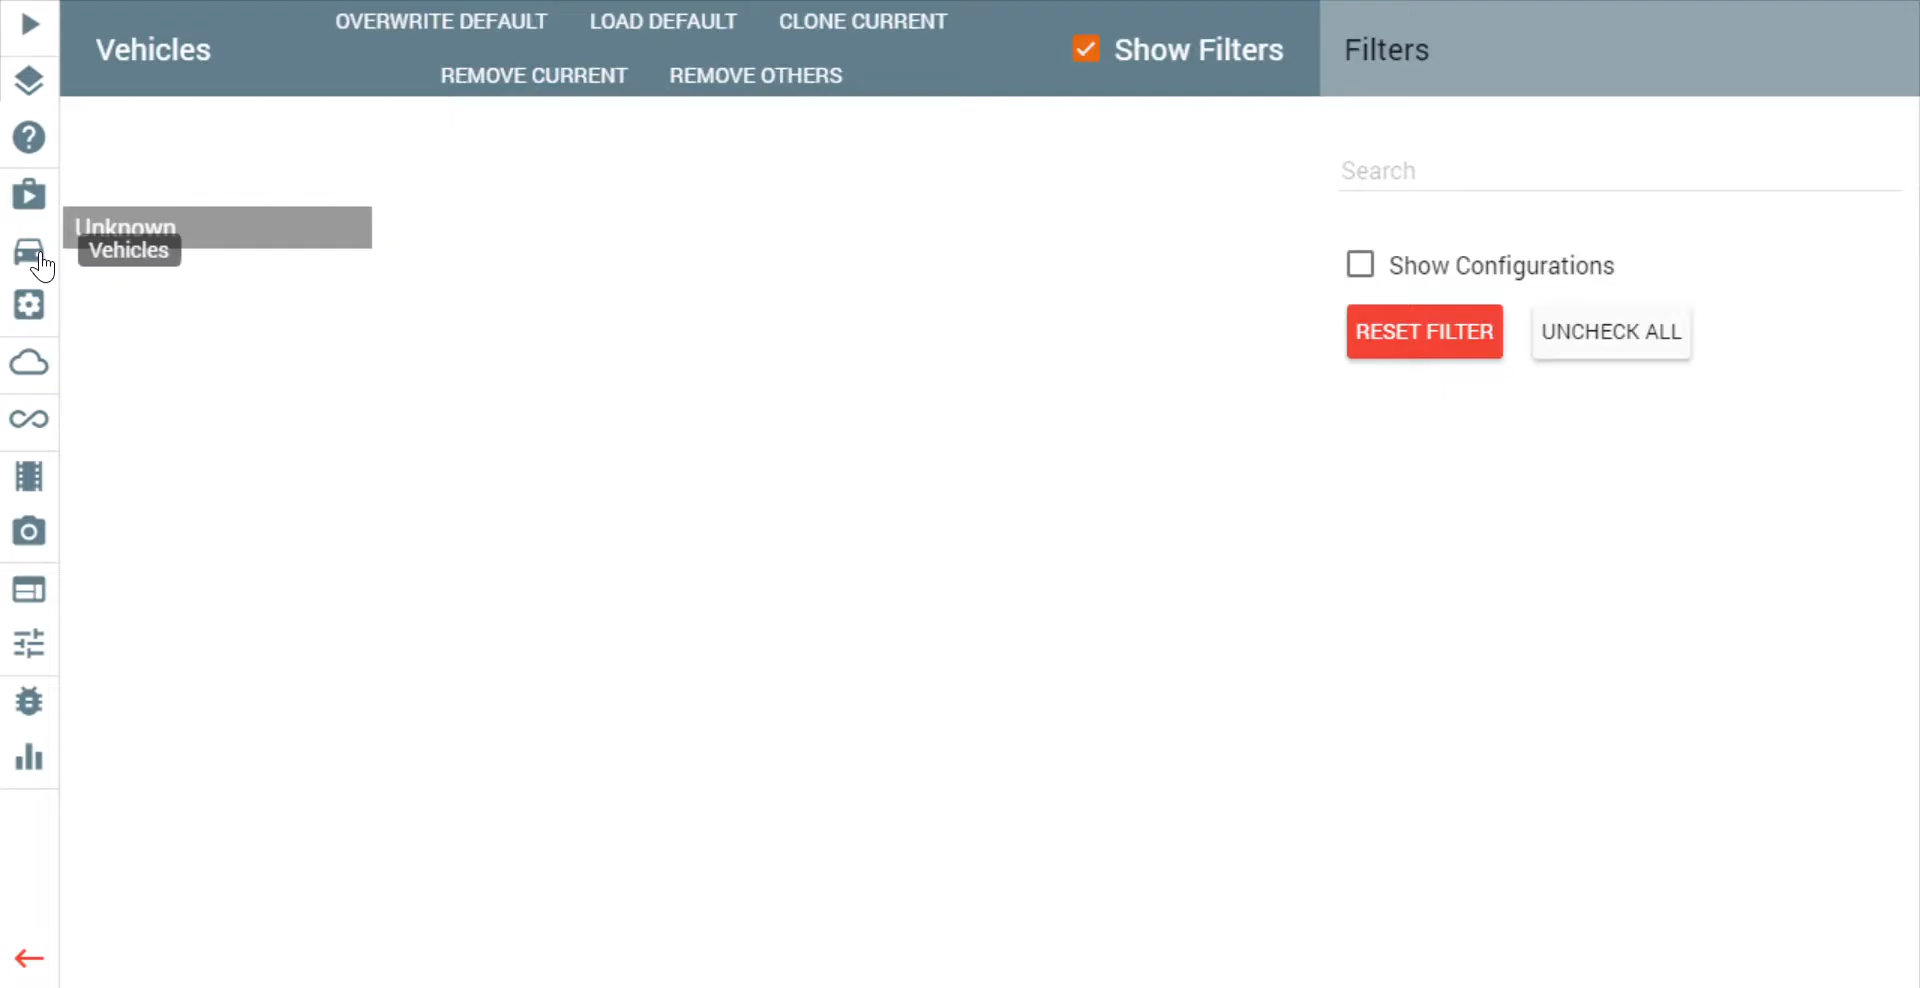 Vehicles
OVERWRITE DEFAULT LOAD DEFAULT CLONE CURRENT
REMOVE CURRENT REMOVE OTHERS
Show Filters
Filters
Search
Unknown
Vehicles
Show Configurations
RESET FILTER UNCHECK ALL